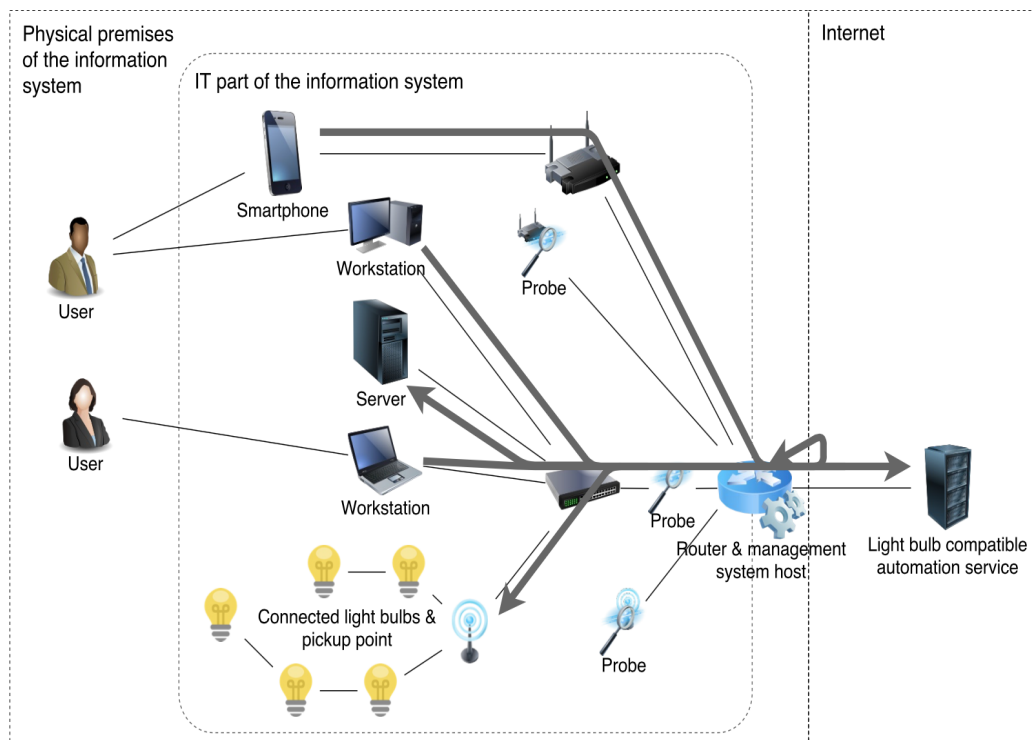 Physical premises
of the information
system
Internet
IT part of the information system
Smartphone
Workstation
Probe
User
Server
User
Workstation
Probe
Router & management
system host
Light bulb compatible
automation service
Connected light bulbs &
pickup point
Probe